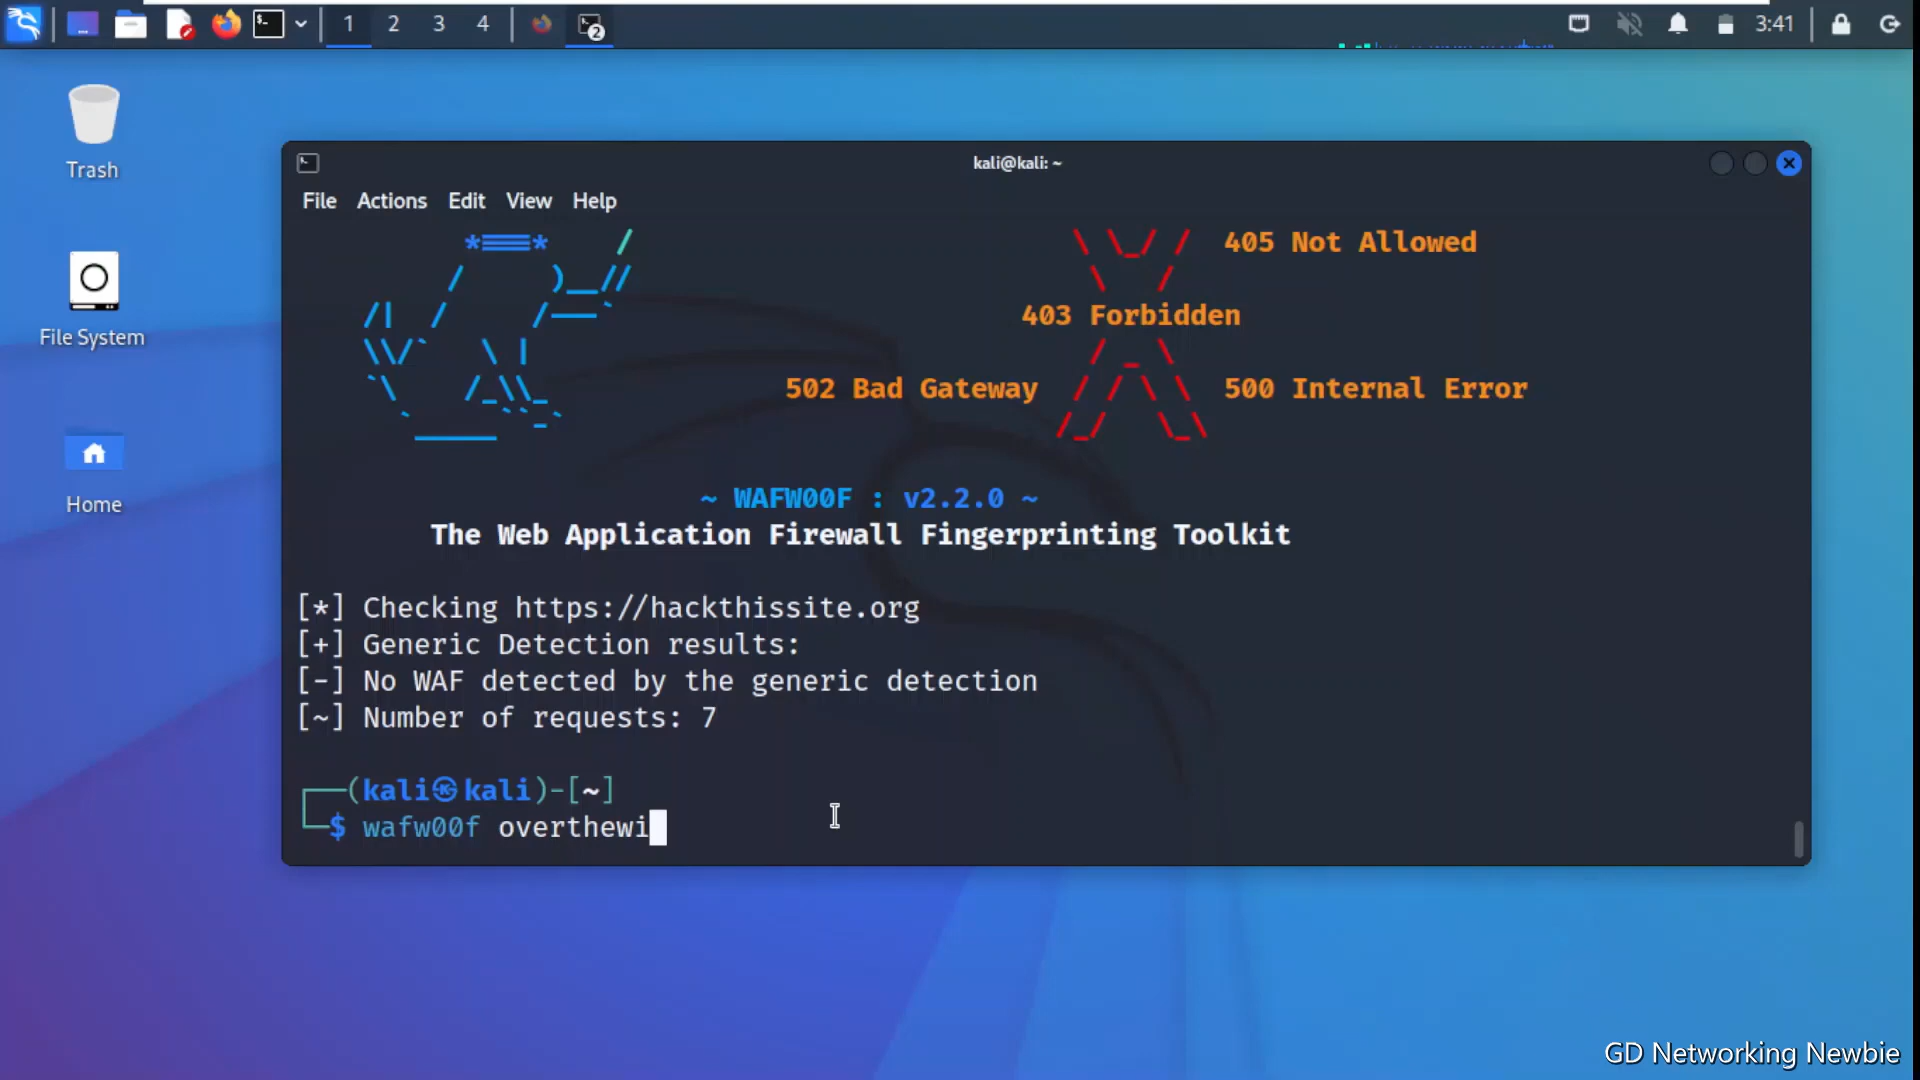 1 2 3 4 2 3:41
Trash
File System
Home
kali@kali: ~
File Actions Edit View Help
405 Not Allowed
403 Forbidden
502 Bad Gateway 500 Internal Error
~ WAFW00F : v2.2.0 ~
The Web Application Firewall Fingerprinting Toolkit
[*] Checking https://hackthissite.org
[+] Generic Detection results:
[-] No WAF detected by the generic detection
[~] Number of requests: 7
┌──(kali㉿kali)-[~]
└─$ wafw00f overthewi
GD Networking Newbie